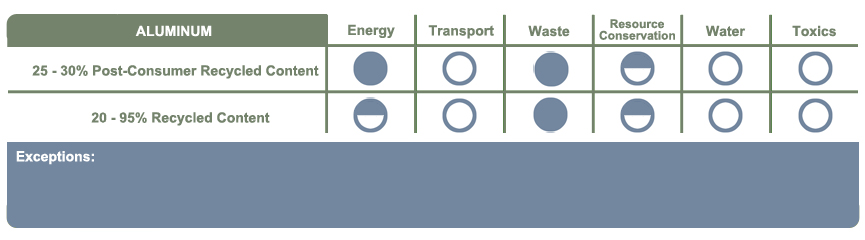 ALUMINUM Energy Transport Waste Resource Conservation Water Toxics
25 - 30% Post-Consumer Recycled Content
20 - 95% Recycled Content
Exceptions: